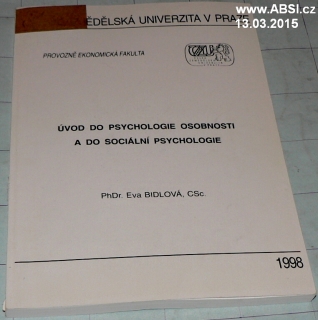 www.ABSI.cz
13.03.2015
ĚDĚLSKÁ UNIVERZITA V PRAZE
PROVOZNĚ EKONOMICKÁ FAKULTA
ÚVOD DO PSYCHOLOGIE OSOBNOSTI
A DO SOCIÁLNÍ PSYCHOLOGIE
PhDr. Eva BIDLOVÁ, CSc.
1998